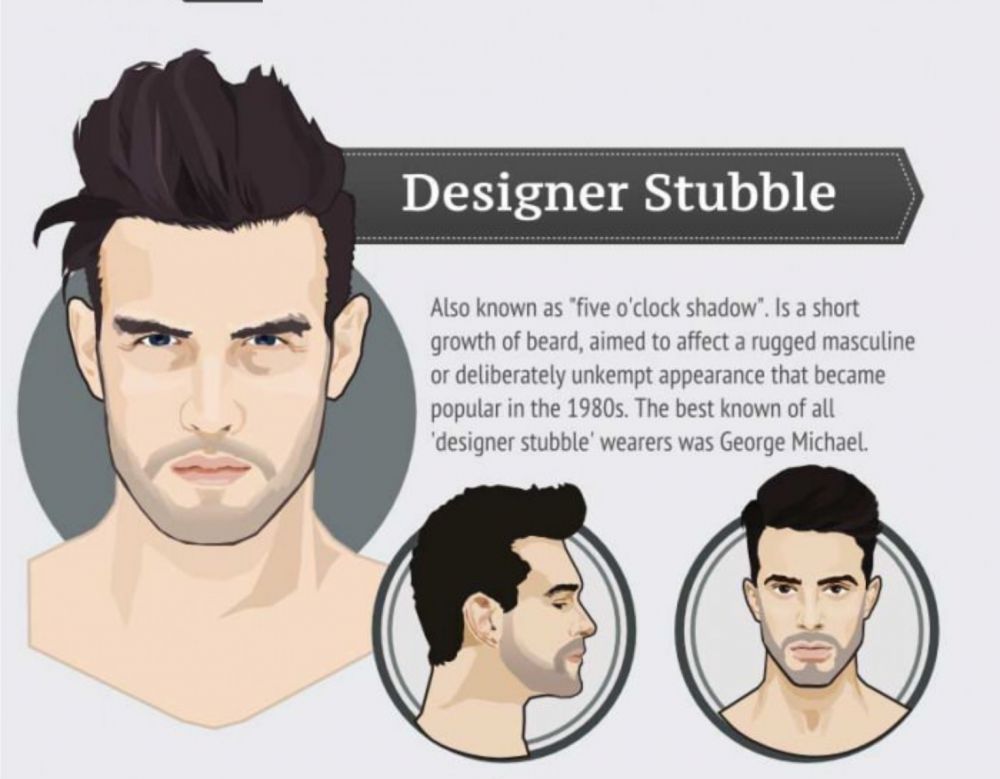 Designer Stubble
Also known as "five o'clock shadow". Is a short
growth of beard, aimed to affect a rugged masculine
or deliberately unkempt appearance that became
popular in the 1980s. The best known of all
'designer stubble' wearers was George Michael.